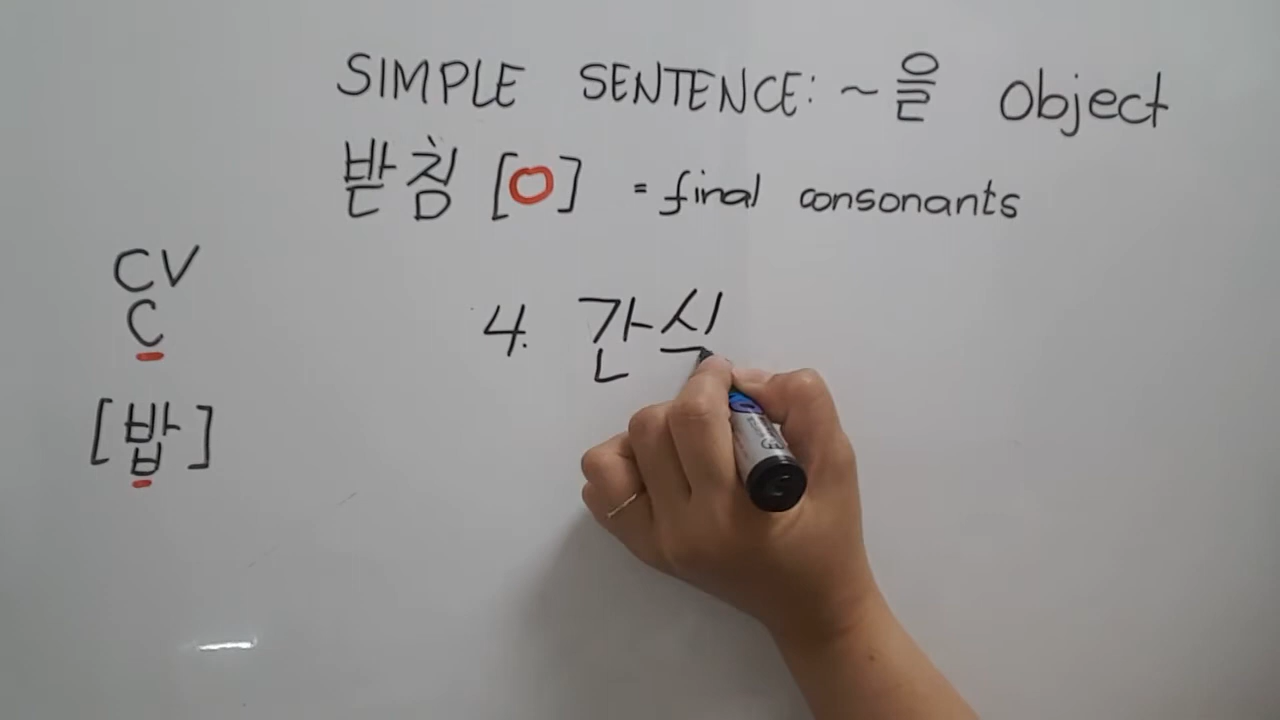 SIMPLE SENTENCE: ~을 Object
받침 [O] = final consonants
CV
C
[밥]
4. 간식